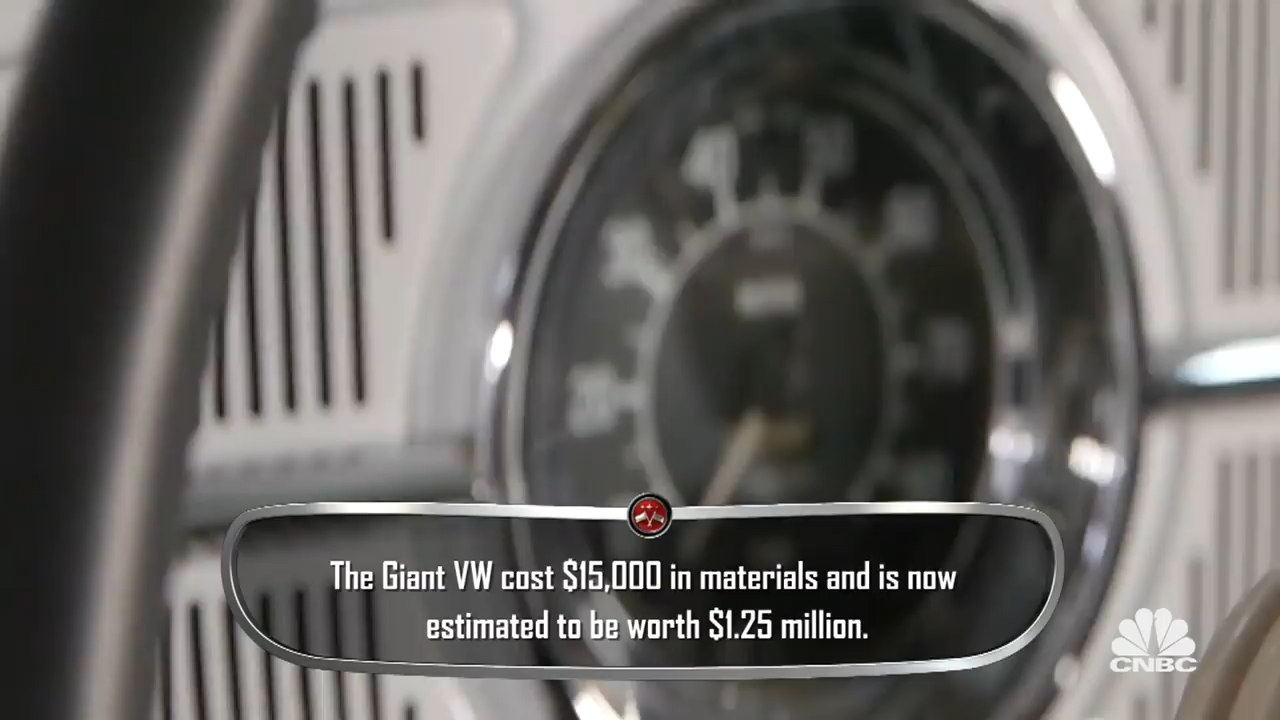 40
The Giant VW cost $15,000 in materials and is now
estimated to be worth $1.25 million.
CNBC